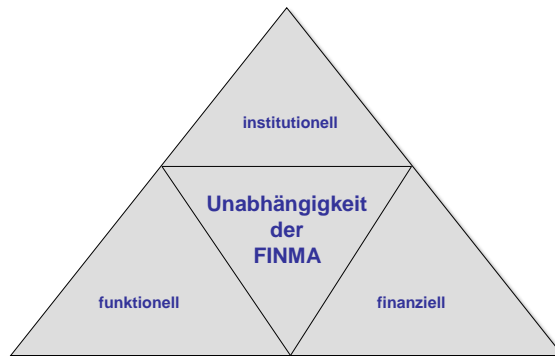 institutionell
Unabhängigkeit
der
FINMA
funktionell
finanziell